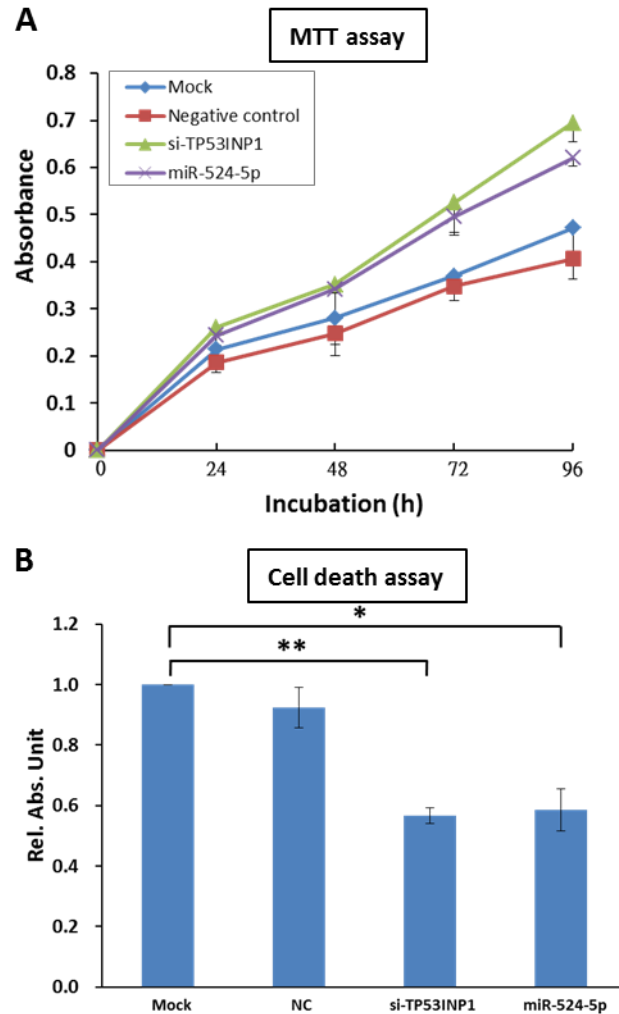 A
MTT assay
0.8
0.7
0.6
0.5
0.4
0.3
0.2
0.1
0
Absorbance
Mock
Negative control
si-TP53INP1
miR-524-5p
0 24 48 72 96
Incubation (h)
B
Cell death assay
*
**
1.2
1.0
0.8
0.6
0.4
0.2
0.0
Rel. Abs. Unit
Mock NC si-TP53INP1 miR-524-5p